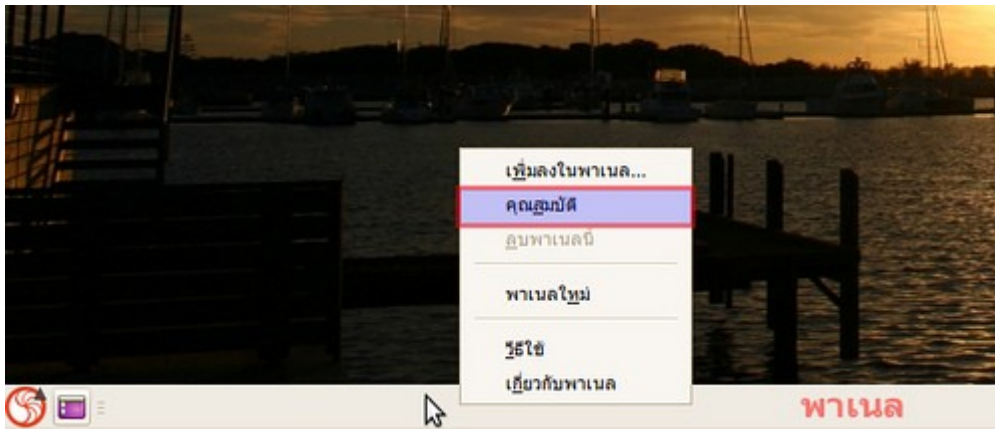 เพิ่มลงในพาเนล...
คุณสมบัติ
ลบพาเนลนี้
พาเนลใหม่
วิธีใช้
เกี่ยวกับพาเนล
พาเนล